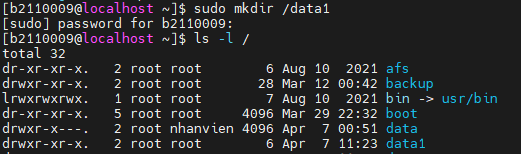 [b2110009@localhost ~]$ sudo mkdir /data1
[sudo] password for b2110009:
[b2110009@localhost ~]$ ls -l /
total 32
dr-xr-xr-x.   2 root root        6 Aug 10  2021 afs
drwxr-xr-x.   2 root root       28 Mar 12 00:42 backup
lrwxrwxrwx.   1 root root        7 Aug 10  2021 bin -> usr/bin
dr-xr-xr-x.   5 root root     4096 Mar 29 22:32 boot
drwxr-x---.   2 root nhanvien 4096 Apr  7 00:51 data
drwxr-xr-x.   2 root root        6 Apr  7 11:23 data1